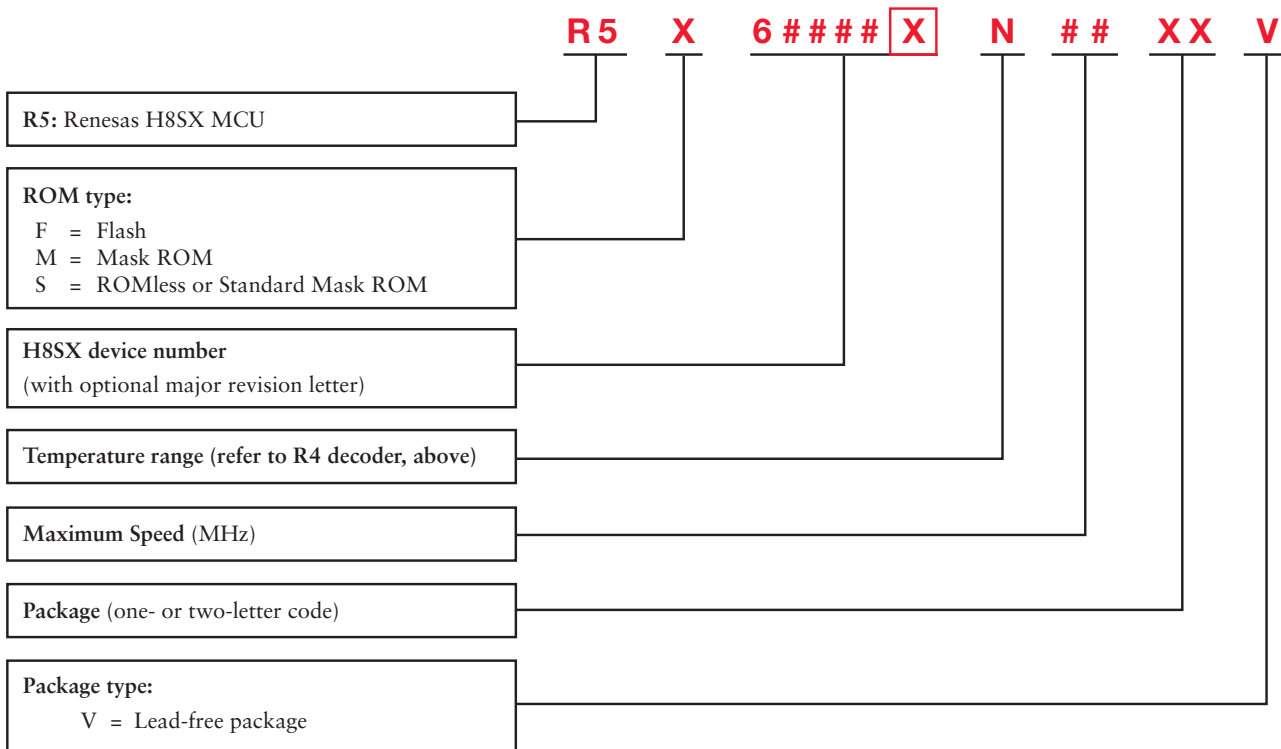 R5 X 6####X N ## XX V
R5: Renesas H8SX MCU
ROM type:
F = Flash
M = Mask ROM
S = ROMless or Standard Mask ROM
H8SX device number
(with optional major revision letter)
Temperature range (refer to R4 decoder, above)
Maximum Speed (MHz)
Package (one- or two-letter code)
Package type:
V = Lead-free package